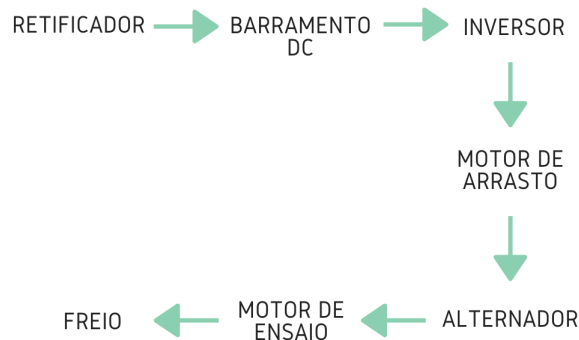 RETIFICADOR
BARRAMENTO
DC
INVERSOR
MOTOR DE
ARRASTO
ALTERNADOR
MOTOR DE
ENSAIO
FREIO